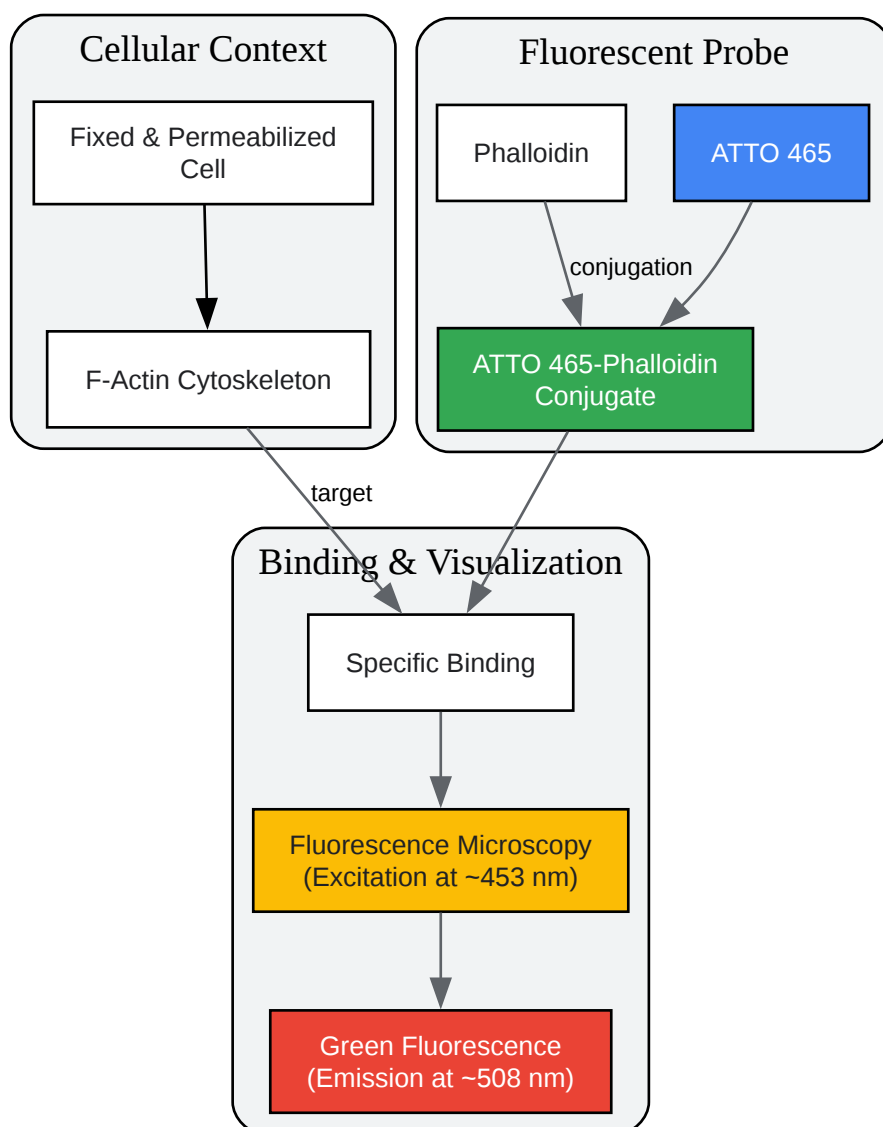 Cellular Context
Fixed & Permeabilized
Cell
F-Actin Cytoskeleton
Fluorescent Probe
Phalloidin
ATTO 465
conjugation
ATTO 465-Phalloidin
Conjugate
target
Binding & Visualization
Specific Binding
Fluorescence Microscopy
(Excitation at ~453 nm)
Green Fluorescence
(Emission at ~508 nm)